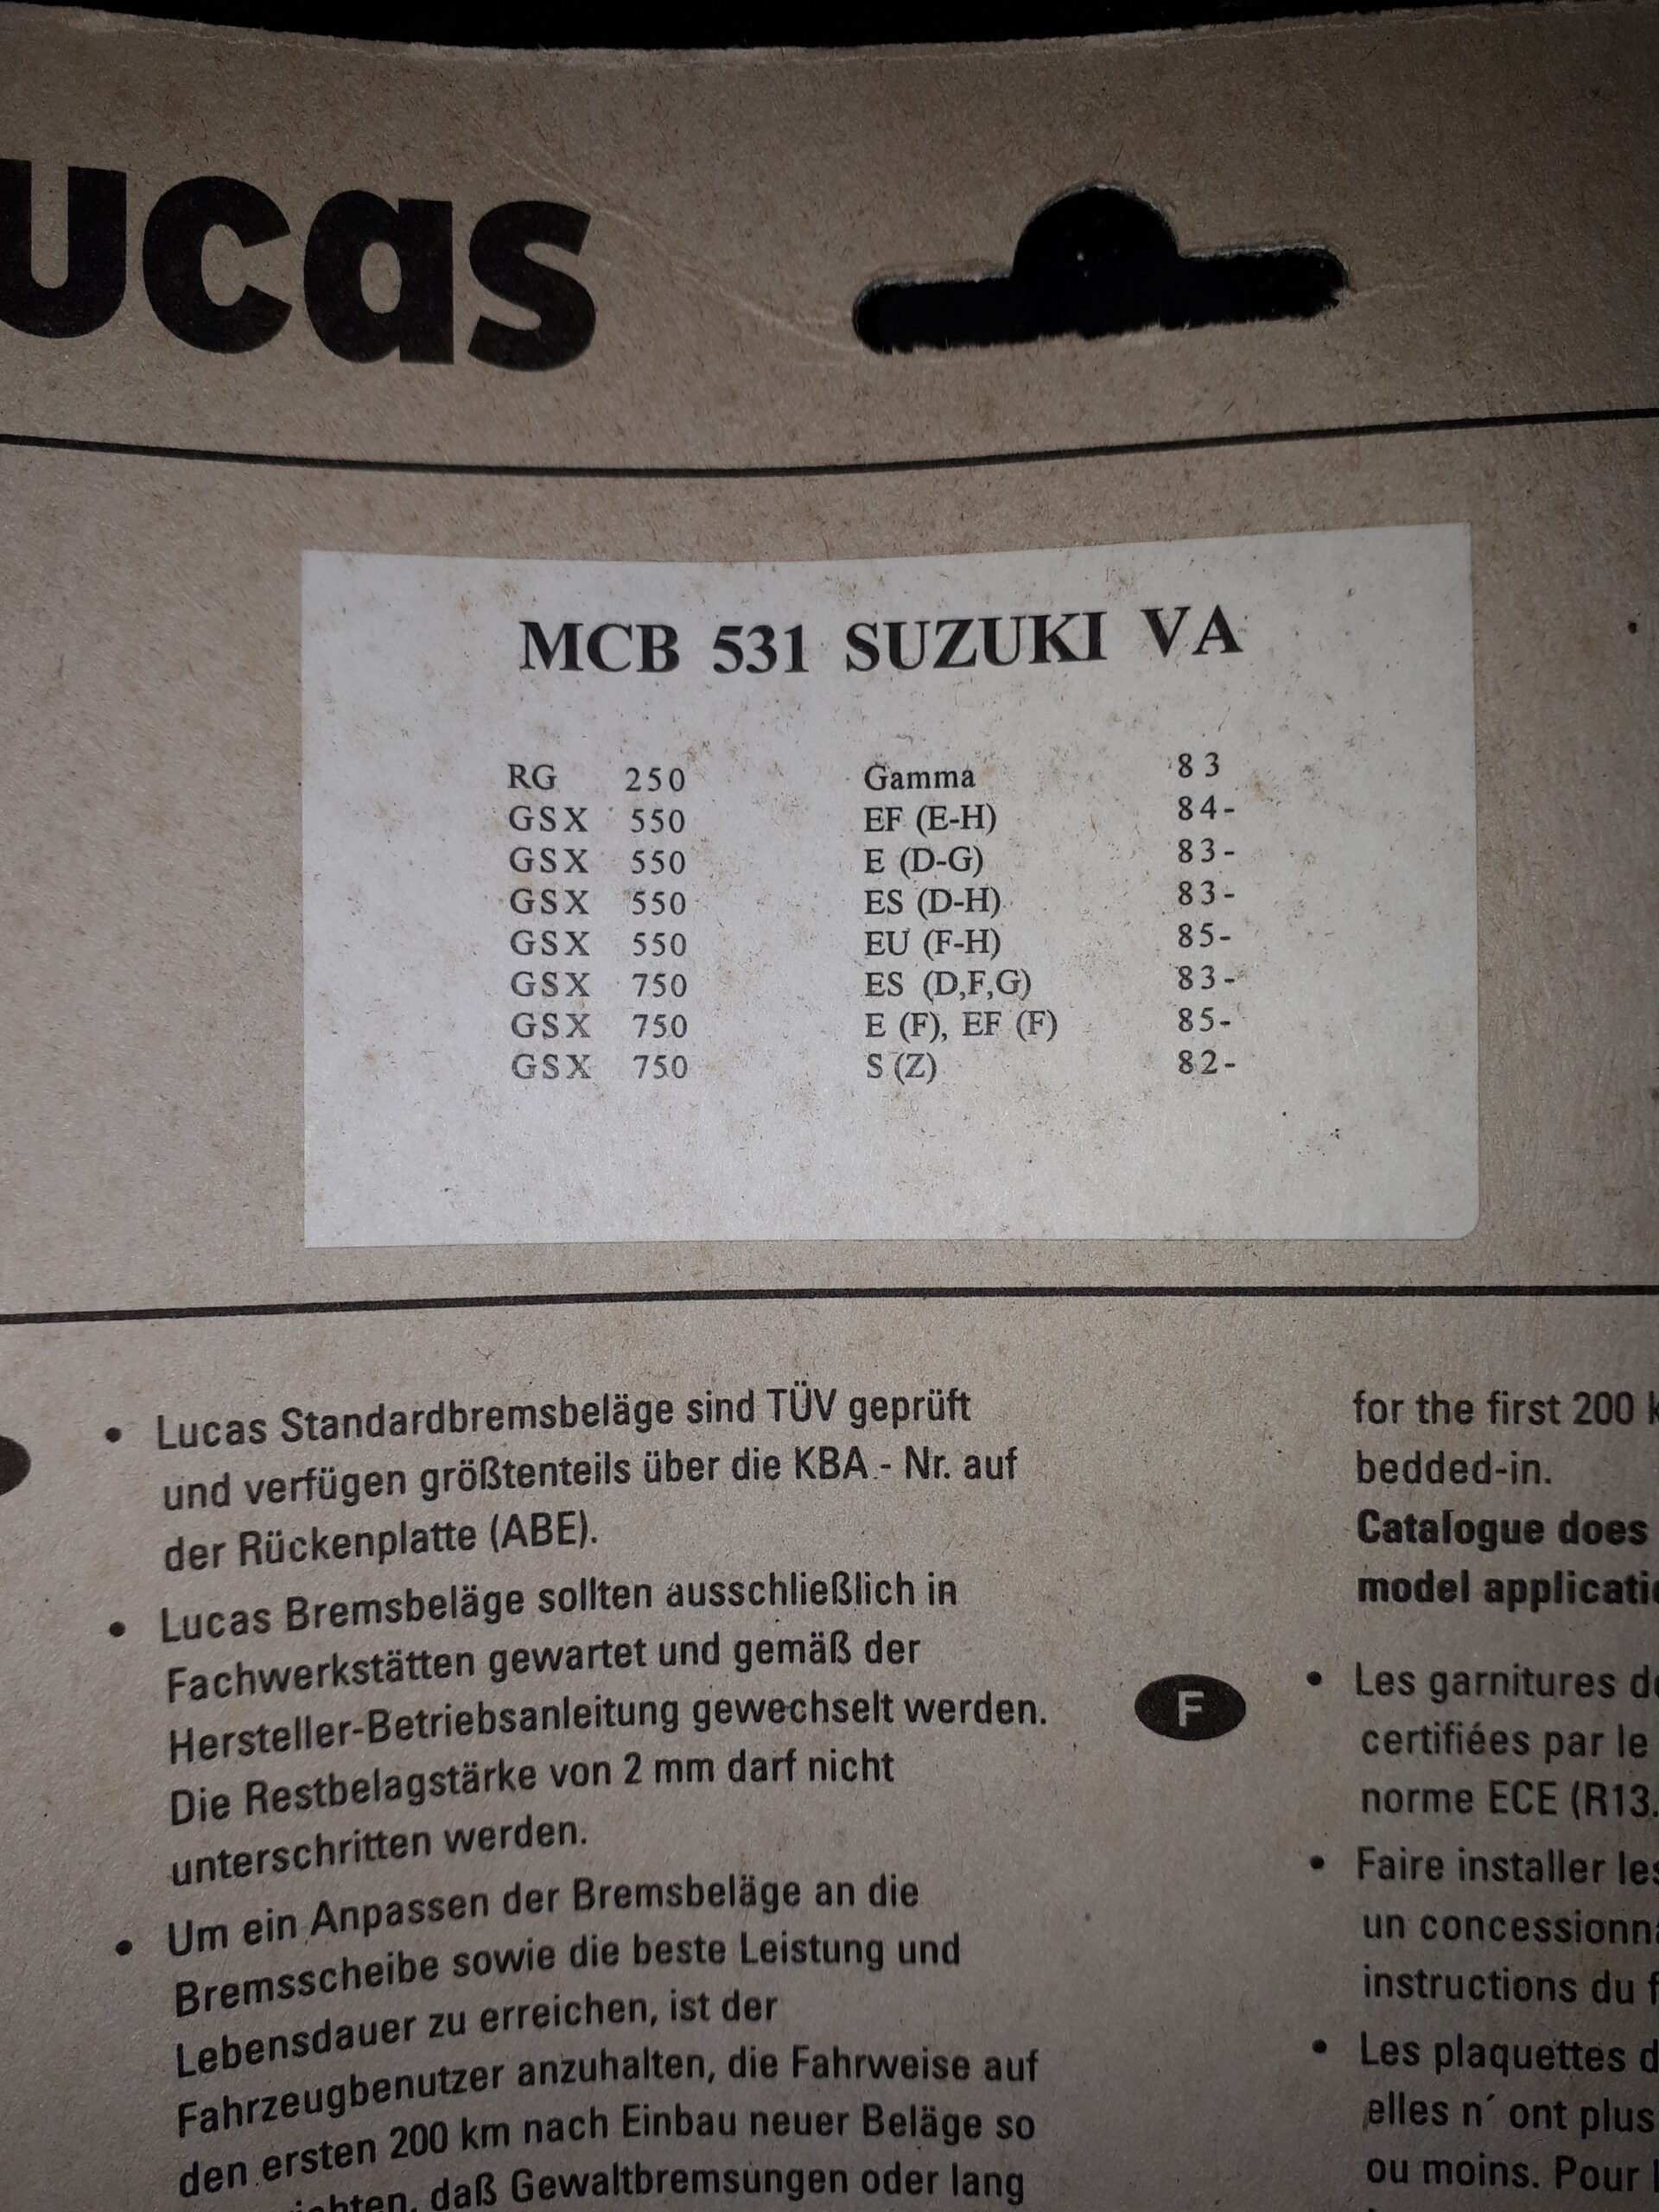 ucas
MCB 531 SUZUKI VA
RG 250 Gamma 83
GSX 550 EF (E-H) 84-
GSX 550 E (D-G) 83-
GSX 550 ES (D-H) 83-
GSX 550 EU (F-H) 85-
GSX 750 ES (D,F,G) 83-
GSX 750 E (F), EF (F) 85-
GSX 750 S (Z) 82-
• Lucas Standardbremsbeläge sind TÜV geprüft
und verfügen größtenteils über die KBA - Nr. auf
der Rückenplatte (ABE).
• Lucas Bremsbeläge sollten ausschließlich in
Fachwerkstätten gewartet und gemäß der
Hersteller-Betriebsanleitung gewechselt werden.
Die Restbelagstärke von 2 mm darf nicht
unterschritten werden.
• Um ein Anpassen der Bremsbeläge an die
Bremsscheibe sowie die beste Leistung und
Lebensdauer zu erreichen, ist der
Fahrzeugbenutzer anzuhalten, die Fahrweise auf
den ersten 200 km nach Einbau neuer Beläge so
daß Gewaltbremsungen oder lang
for the first 200 k
bedded-in.
Catalogue does
model applicati
F
• Les garnitures de
certifiées par le
norme ECE (R13.
• Faire installer les
un concessionna
instructions du f
• Les plaquettes d
elles n´ ont plus
ou moins. Pour